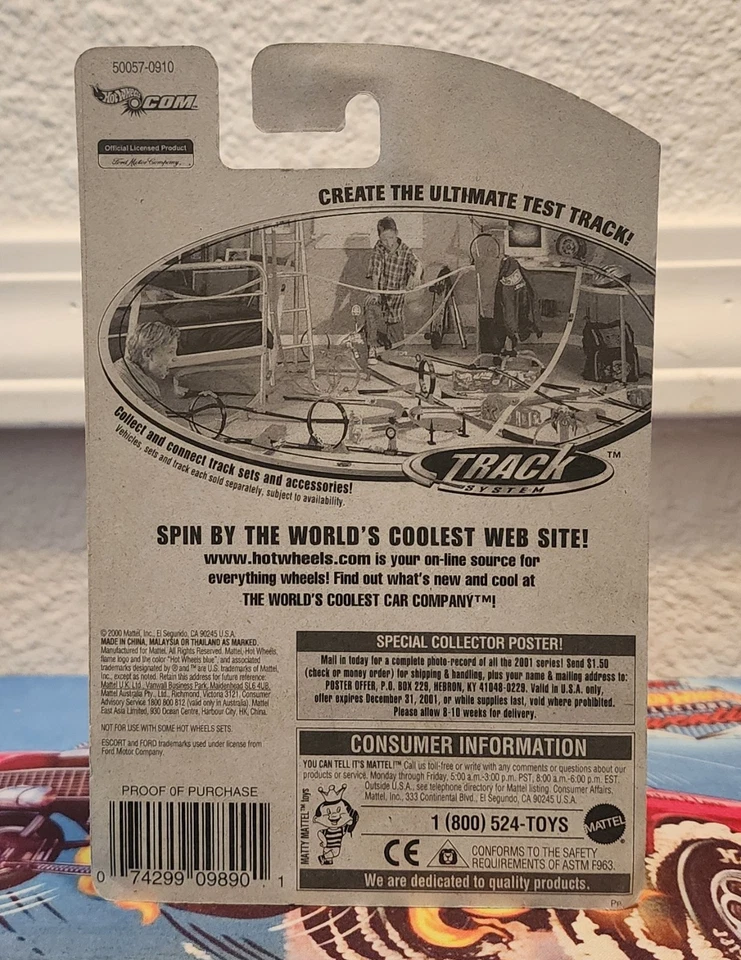 50057-0910
Hot Wheels .COM
Official Licensed Product
Ford Motor Company
CREATE THE ULTIMATE TEST TRACK!
Collect and connect track sets and accessories!
Vehicles, sets and track each sold separately, subject to availability.
TRACK ™
SYSTEM
SPIN BY THE WORLD'S COOLEST WEB SITE!
www.hotwheels.com is your on-line source for
everything wheels! Find out what's new and cool at
THE WORLD'S COOLEST CAR COMPANY™!
© 2000 Mattel, Inc., El Segundo, CA 90245 U.S.A.
MADE IN CHINA, MALAYSIA OR THAILAND AS MARKED.
Manufactured for Mattel. All Rights Reserved. Mattel, Hot Wheels,
flame logo and the color "Hot Wheels blue", and associated
trademarks designated by ® and ™ are U.S. trademarks of Mattel,
Inc., except as noted. Retain this address for future reference:
Mattel U.K. Ltd., Vanwall Business Park, Maidenhead SL6 4UB.
Mattel Australia Pty., Ltd., Richmond, Victoria 3121. Consumer
Advisory Service 1800 800 812 (valid only in Australia). Mattel
East Asia Limited, 930 Ocean Centre, Harbour City, HK, China.
NOT FOR USE WITH SOME HOT WHEELS SETS.
ESCORT and FORD trademarks used under license from
Ford Motor Company.
PROOF OF PURCHASE
0 74299 09890 1
SPECIAL COLLECTOR POSTER!
Mail in today for a complete photo-record of all the 2001 series! Send $1.50
(check or money order) for shipping & handling, plus your name & mailing address to:
POSTER OFFER, P.O. BOX 229, HEBRON, KY 41048-0229. Valid in U.S.A. only,
offer expires December 31, 2001, or while supplies last, void where prohibited.
Please allow 8-10 weeks for delivery.
CONSUMER INFORMATION
YOU CAN TELL IT'S MATTEL!™ Call us toll-free or write with any comments or questions about our
products or service. Monday through Friday, 5:00 a.m.-3:00 p.m. PST, 8:00 a.m.-6:00 p.m. EST.
Outside U.S.A., see telephone directory for Mattel listing. Consumer Affairs,
Mattel, Inc., 333 Continental Blvd., El Segundo, CA 90245 U.S.A.
MATTY MATTEL™ toys
1 (800) 524-TOYS
MATTEL
CE
CONFORMS TO THE SAFETY
REQUIREMENTS OF ASTM F963.
We are dedicated to quality products.